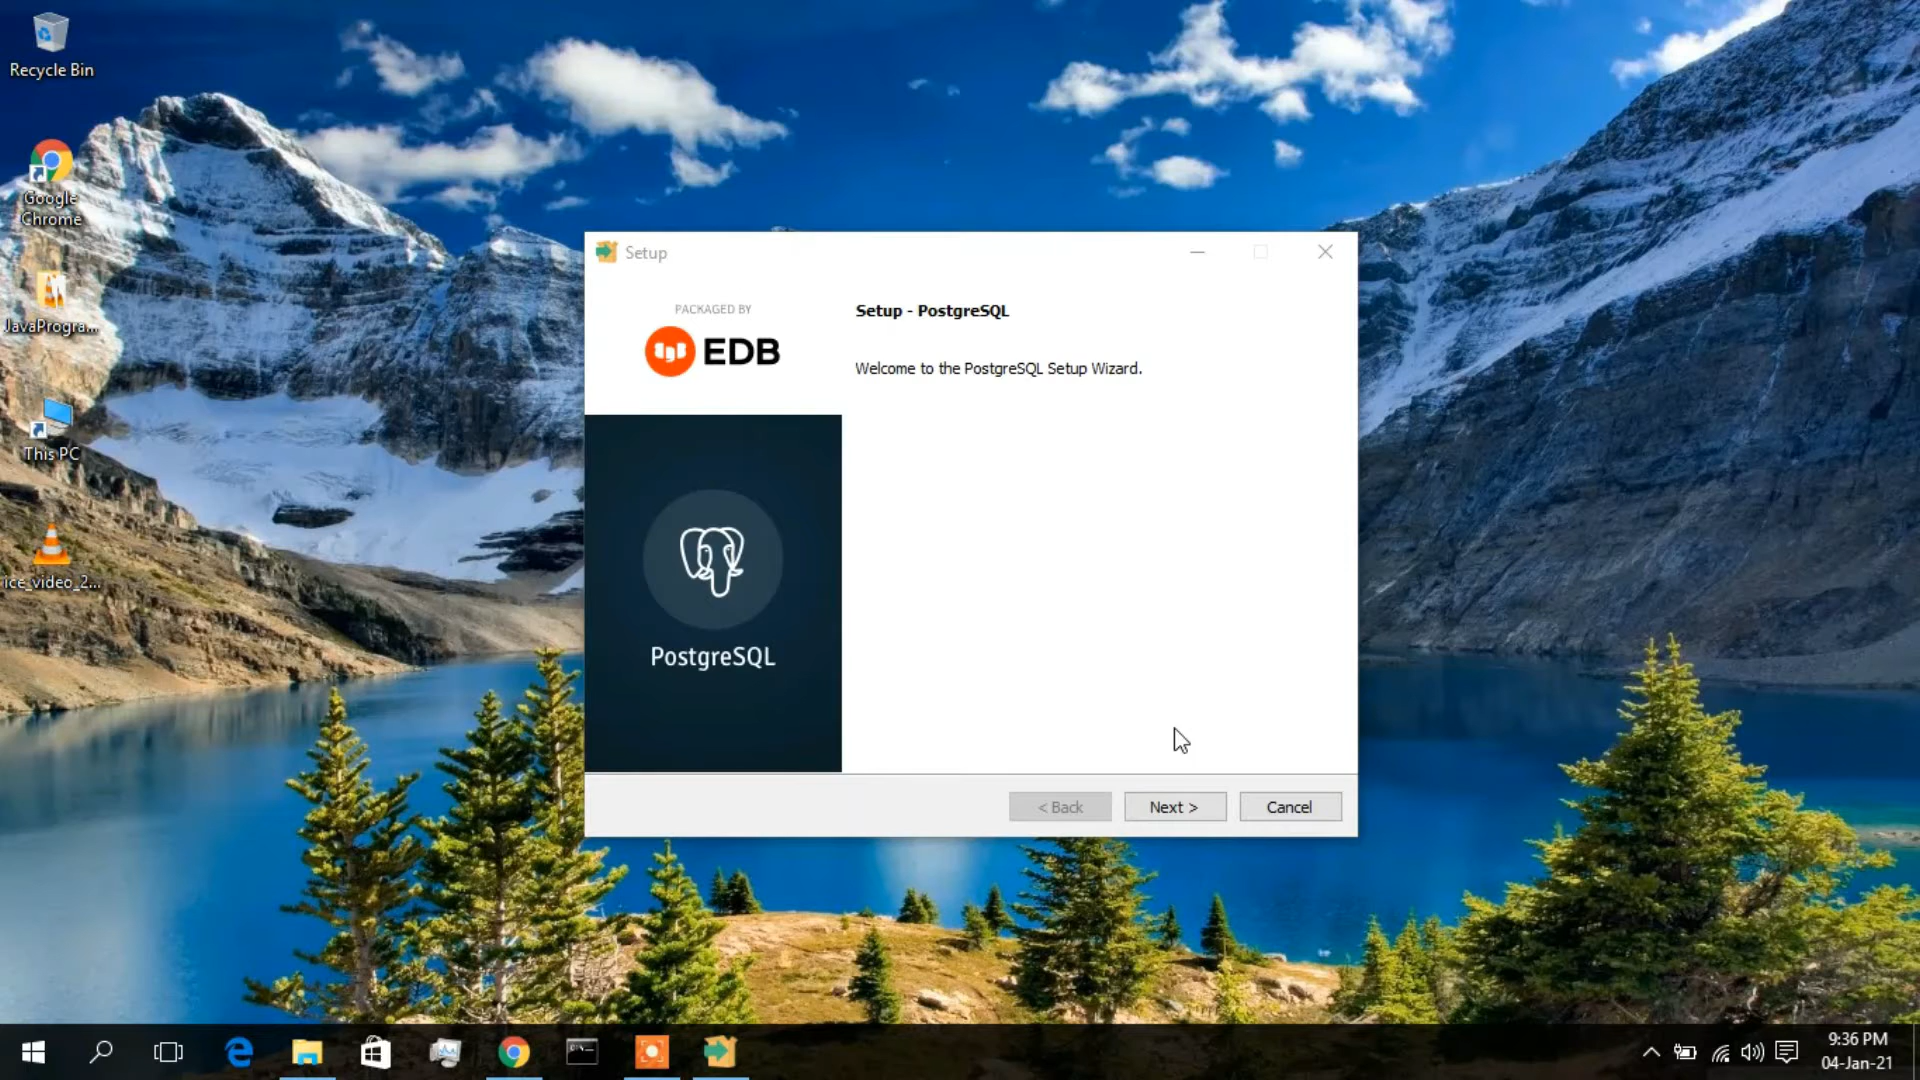 Recycle Bin
Google
Chrome
JavaProgra...
This PC
ice_video_2...
Setup
PACKAGED BY
EDB
Setup - PostgreSQL
Welcome to the PostgreSQL Setup Wizard.
PostgreSQL
< Back
Next >
Cancel
9:36 PM
04-Jan-21